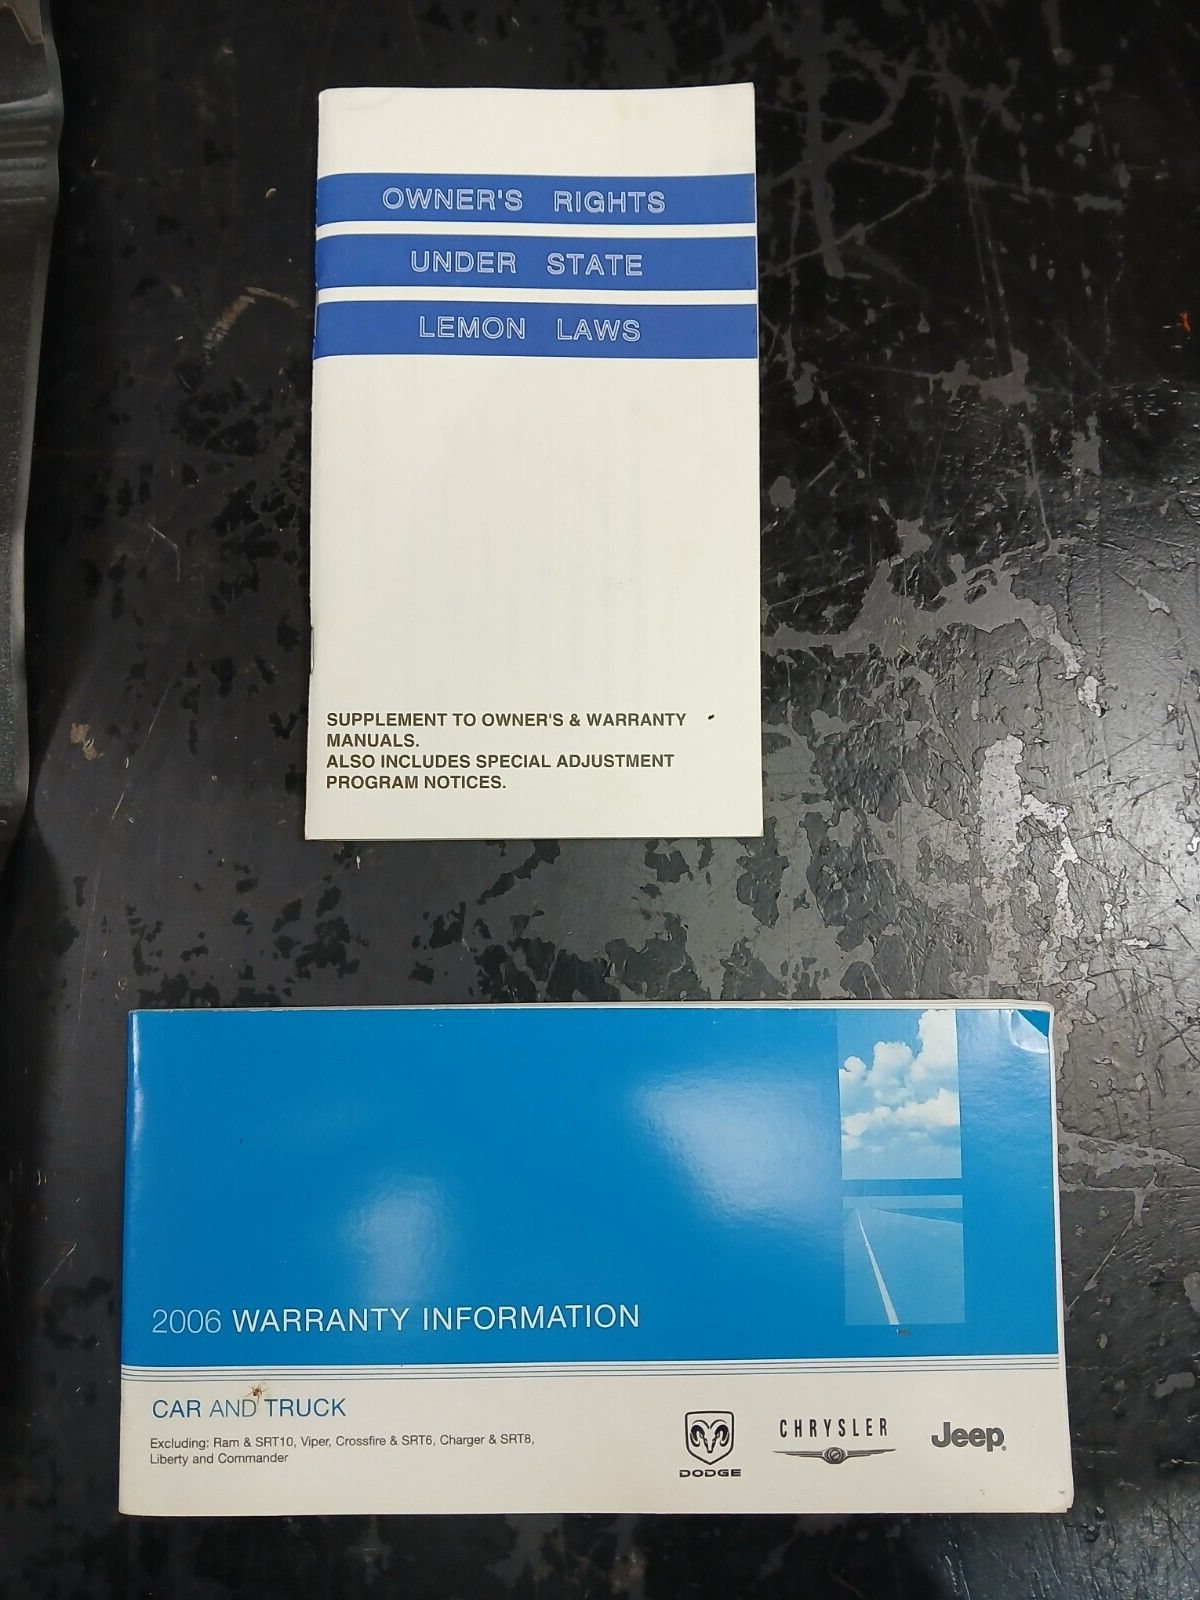 OWNER'S RIGHTS
UNDER STATE
LEMON LAWS
SUPPLEMENT TO OWNER'S & WARRANTY
MANUALS.
ALSO INCLUDES SPECIAL ADJUSTMENT
PROGRAM NOTICES.
2006 WARRANTY INFORMATION
CAR AND TRUCK
Excluding: Ram & SRT10, Viper, Crossfire & SRT6, Charger & SRT8,
Liberty and Commander
DODGE
CHRYSLER
Jeep®